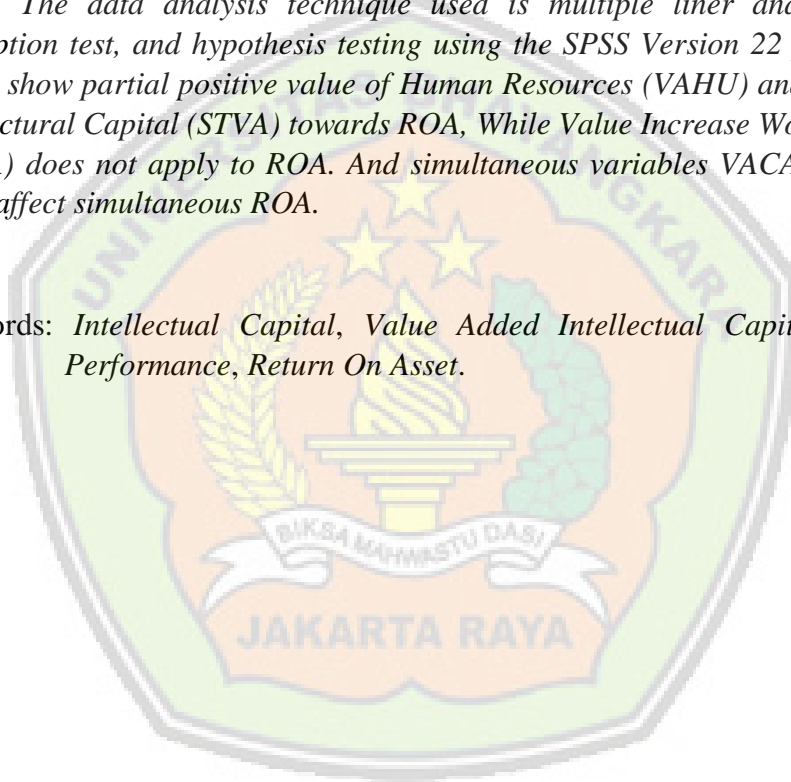 The data analysis technique used is multiple liner and
ption test, and hypothesis testing using the SPSS Version 22
show partial positive value of Human Resources (VAHU) and
ctural Capital (STVA) towards ROA, While Value Increase Wo
) does not apply to ROA. And simultaneous variables VACA
affect simultaneous ROA.
ords: Intellectual Capital, Value Added Intellectual Capit
Performance, Return On Asset.
UNIVERSITAS BHAYANGKARA
BIKSA MAHWASTU DASI
JAKARTA RAYA